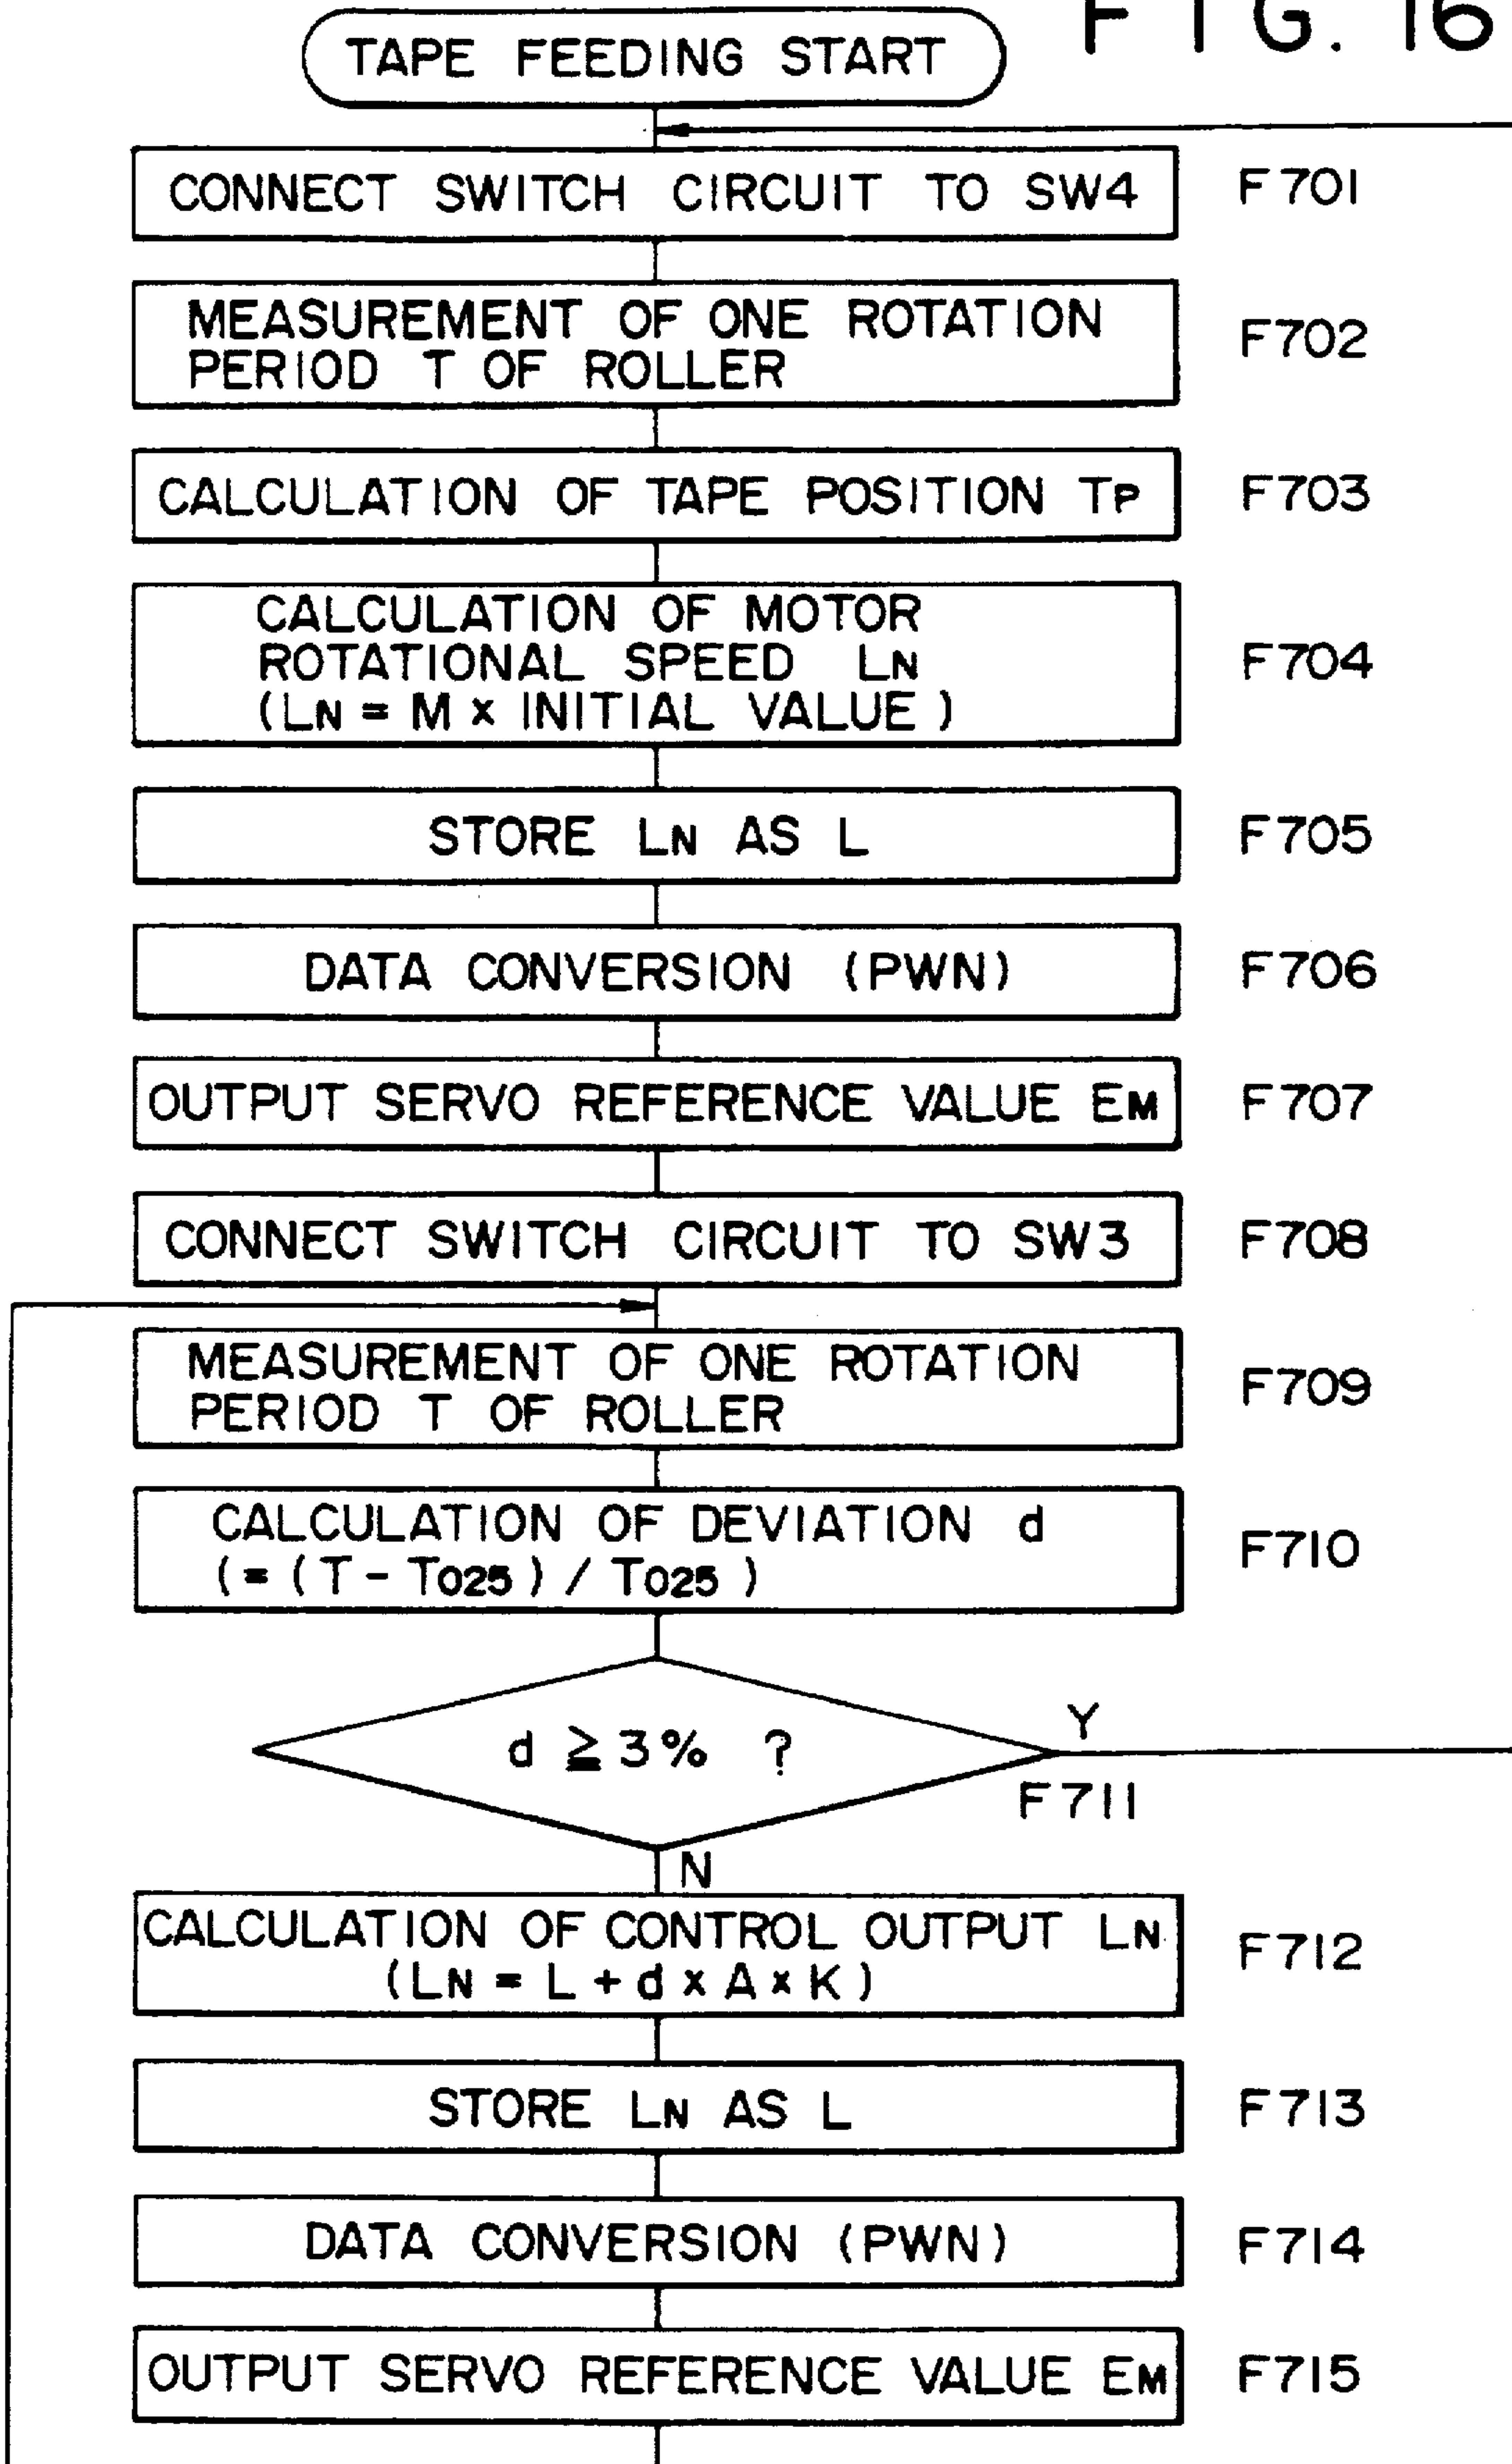 FIG. 16
TAPE FEEDING START
CONNECT SWITCH CIRCUIT TO SW4
F701
MEASUREMENT OF ONE ROTATION
PERIOD T OF ROLLER
F702
CALCULATION OF TAPE POSITION TP
F703
CALCULATION OF MOTOR
ROTATIONAL SPEED LN
(LN = M × INITIAL VALUE)
F704
STORE LN AS L
F705
DATA CONVERSION (PWN)
F706
OUTPUT SERVO REFERENCE VALUE EM
F707
CONNECT SWITCH CIRCUIT TO SW3
F708
MEASUREMENT OF ONE ROTATION
PERIOD T OF ROLLER
F709
CALCULATION OF DEVIATION d
(= (T - T025) / T025)
F710
d ≧ 3% ?
Y
F711
N
CALCULATION OF CONTROL OUTPUT LN
(LN = L + d × A × K)
F712
STORE LN AS L
F713
DATA CONVERSION (PWN)
F714
OUTPUT SERVO REFERENCE VALUE EM
F715